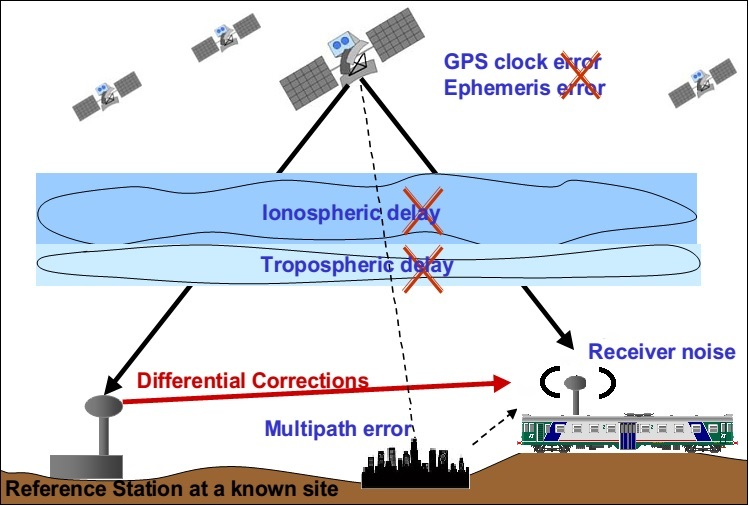 GPS clock error
Ephemeris error
Ionospheric delay
Tropospheric delay
Receiver noise
Differential Corrections
Multipath error
Reference Station at a known site